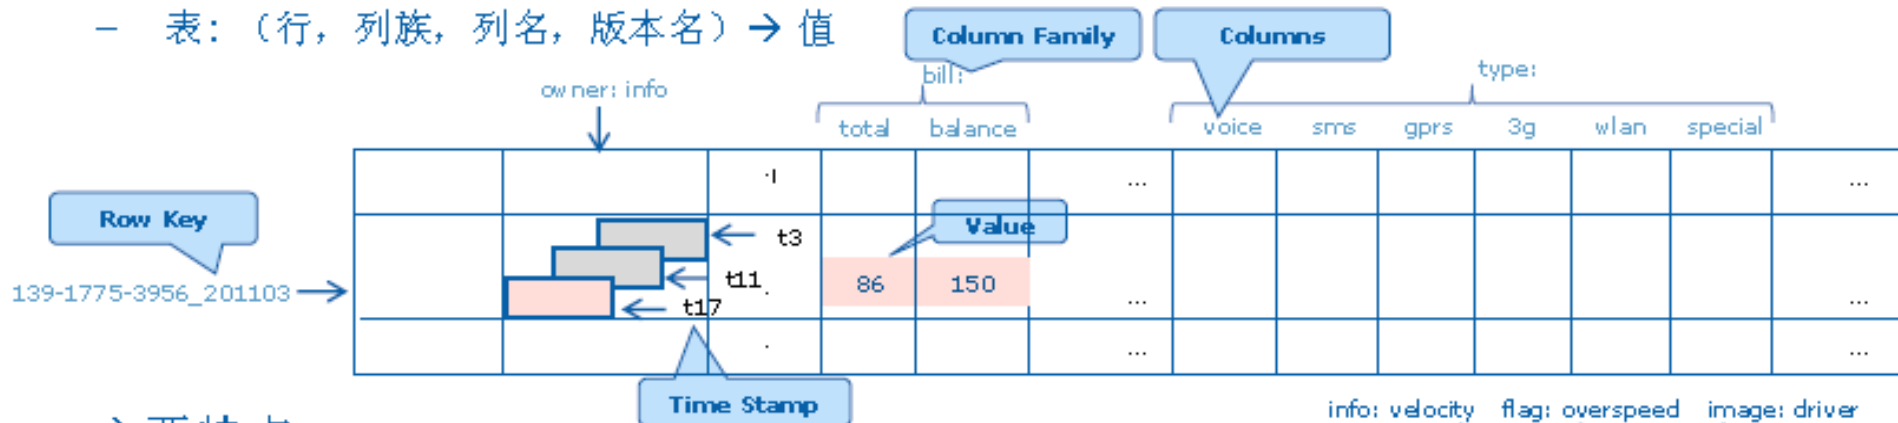 – 表：（行，列族，列名，版本名）→ 值
Column Family
Columns
owner: info
bill:
type:
total balance
voice sms gprs 3g wlan special
...
...
Row Key
t3
Value
139-1775-3956_201103
t11
86 150
t17
...
...
...
...
Time Stamp
info: velocity flag: overspeed image: driver